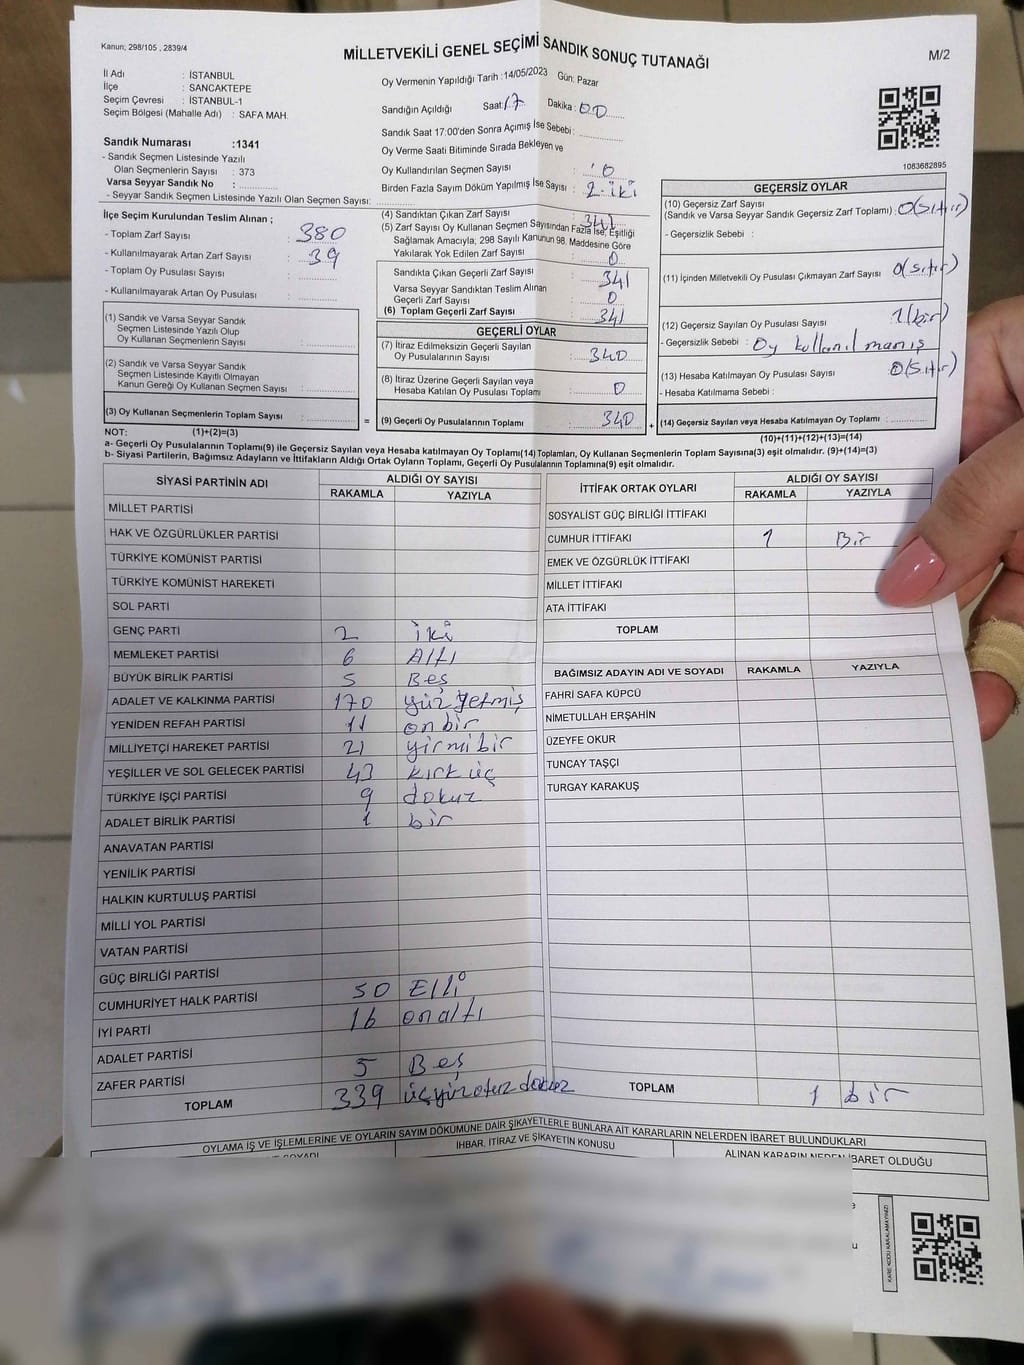 Kanun; 298/105 , 2839/4
MİLLETVEKİLİ GENEL SEÇİMİ SANDIK SONUÇ TUTANAĞI
M/2
İl Adı : İSTANBUL
İlçe : SANCAKTEPE
Seçim Çevresi : İSTANBUL-1
Seçim Bölgesi (Mahalle Adı) : SAFA MAH.
Oy Vermenin Yapıldığı Tarih :14/05/2023 Gün: Pazar
Sandığın Açıldığı Saat:17 Dakika: 00
Sandık Saat 17:00'den Sonra Açımış İse Sebebi:
Oy Verme Saati Bitiminde Sırada Bekleyen ve
Oy Kullandırılan Seçmen Sayısı : 0
Birden Fazla Sayım Döküm Yapılmış İse Sayısı : 2-iki
1083682895
Sandık Numarası :1341
- Sandık Seçmen Listesinde Yazılı
Olan Seçmenlerin Sayısı : 373
Varsa Seyyar Sandık No :
- Seyyar Sandık Seçmen Listesinde Yazılı Olan Seçmen Sayısı:
İlçe Seçim Kurulundan Teslim Alınan ;
- Toplam Zarf Sayısı : 380
- Kullanılmayarak Artan Zarf Sayısı : 39
- Toplam Oy Pusulası Sayısı :
- Kullanılmayarak Artan Oy Pusulası :
(1) Sandık ve Varsa Seyyar Sandık
Seçmen Listesinde Yazılı Olup
Oy Kullanan Seçmenlerin Sayısı :
(2) Sandık ve Varsa Seyyar Sandık
Seçmen Listesinde Kayıtlı Olmayan
Kanun Gereği Oy Kullanan Seçmen Sayısı :
(3) Oy Kullanan Seçmenlerin Toplam Sayısı :
(4) Sandıktan Çıkan Zarf Sayısı : 341
(5) Zarf Sayısı Oy Kullanan Seçmen Sayısından Fazla İse, Eşitliği
Sağlamak Amacıyla, 298 Sayılı Kanunun 98. Maddesine Göre
Yakılarak Yok Edilen Zarf Sayısı : 0
Sandıkta Çıkan Geçerli Zarf Sayısı : 341
Varsa Seyyar Sandıktan Teslim Alınan
Geçerli Zarf Sayısı : 0
(6) Toplam Geçerli Zarf Sayısı : 341
GEÇERLİ OYLAR
(7) İtiraz Edilmeksizin Geçerli Sayılan
Oy Pusulalarının Sayısı : 340
(8) İtiraz Üzerine Geçerli Sayılan veya
Hesaba Katılan Oy Pusulası Toplamı : 0
= (9) Geçerli Oy Pusulalarının Toplamı : 340 +
GEÇERSİZ OYLAR
(10) Geçersiz Zarf Sayısı
(Sandık ve Varsa Seyyar Sandık Geçersiz Zarf Toplamı) : 0(Sıfır)
- Geçersizlik Sebebi :
(11) İçinden Milletvekili Oy Pusulası Çıkmayan Zarf Sayısı 0(Sıfır)
(12) Geçersiz Sayılan Oy Pusulası Sayısı : 1(bir)
- Geçersizlik Sebebi : Oy kullanılmamış
(13) Hesaba Katılmayan Oy Pusulası Sayısı : 0(Sıfır)
- Hesaba Katılmama Sebebi :
(14) Geçersiz Sayılan veya Hesaba Katılmayan Oy Toplamı :
NOT: (1)+(2)=(3)
(10)+(11)+(12)+(13)=(14)
a- Geçerli Oy Pusulalarının Toplamı(9) ile Geçersiz Sayılan veya Hesaba katılmayan Oy Toplamı(14) Toplamları, Oy Kullanan Seçmenlerin Toplam Sayısına(3) eşit olmalıdır. (9)+(14)=(3)
b- Siyasi Partilerin, Bağımsız Adayların ve İttifakların Aldığı Ortak Oyların Toplamı, Geçerli Oy Pusulalarının Toplamına(9) eşit olmalıdır.
SİYASİ PARTİNİN ADI ALDIĞI OY SAYISI
RAKAMLA YAZIYLA
MİLLET PARTİSİ
HAK VE ÖZGÜRLÜKLER PARTİSİ
TÜRKİYE KOMÜNİST PARTİSİ
TÜRKİYE KOMÜNİST HAREKETİ
SOL PARTİ
GENÇ PARTİ 2 iki
MEMLEKET PARTİSİ 6 Altı
BÜYÜK BİRLİK PARTİSİ 5 Beş
ADALET VE KALKINMA PARTİSİ 170 yüz yetmiş
YENİDEN REFAH PARTİSİ 11 on bir
MİLLİYETÇİ HAREKET PARTİSİ 21 yirmi bir
YEŞİLLER VE SOL GELECEK PARTİSİ 43 kırk üç
TÜRKİYE İŞÇİ PARTİSİ 9 dokuz
ADALET BİRLİK PARTİSİ 1 bir
ANAVATAN PARTİSİ
YENİLİK PARTİSİ
HALKIN KURTULUŞ PARTİSİ
MİLLİ YOL PARTİSİ
VATAN PARTİSİ
GÜÇ BİRLİĞİ PARTİSİ
CUMHURİYET HALK PARTİSİ 50 Elli
İYİ PARTİ 16 onaltı
ADALET PARTİSİ
ZAFER PARTİSİ 5 Beş
TOPLAM 339 üçyüzotuz dokuz
İTTİFAK ORTAK OYLARI ALDIĞI OY SAYISI
RAKAMLA YAZIYLA
SOSYALİST GÜÇ BİRLİĞİ İTTİFAKI
CUMHUR İTTİFAKI 1 Bir
EMEK VE ÖZGÜRLÜK İTTİFAKI
MİLLET İTTİFAKI
ATA İTTİFAKI
TOPLAM
BAĞIMSIZ ADAYIN ADI VE SOYADI RAKAMLA YAZIYLA
FAHRİ SAFA KÜPCÜ
NİMETULLAH ERŞAHİN
ÜZEYFE OKUR
TUNCAY TAŞÇI
TURGAY KARAKUŞ
TOPLAM 1 bir
OYLAMA İŞ VE İŞLEMLERİNE VE OYLARIN SAYIM DÖKÜMÜNE DAİR ŞİKAYETLERLE BUNLARA AİT KARARLARIN NELERDEN İBARET BULUNDUKLARI
İHBAR, İTİRAZ VE ŞİKAYETİN KONUSU
ALINAN KARARIN NEDEN İBARET OLDUĞU